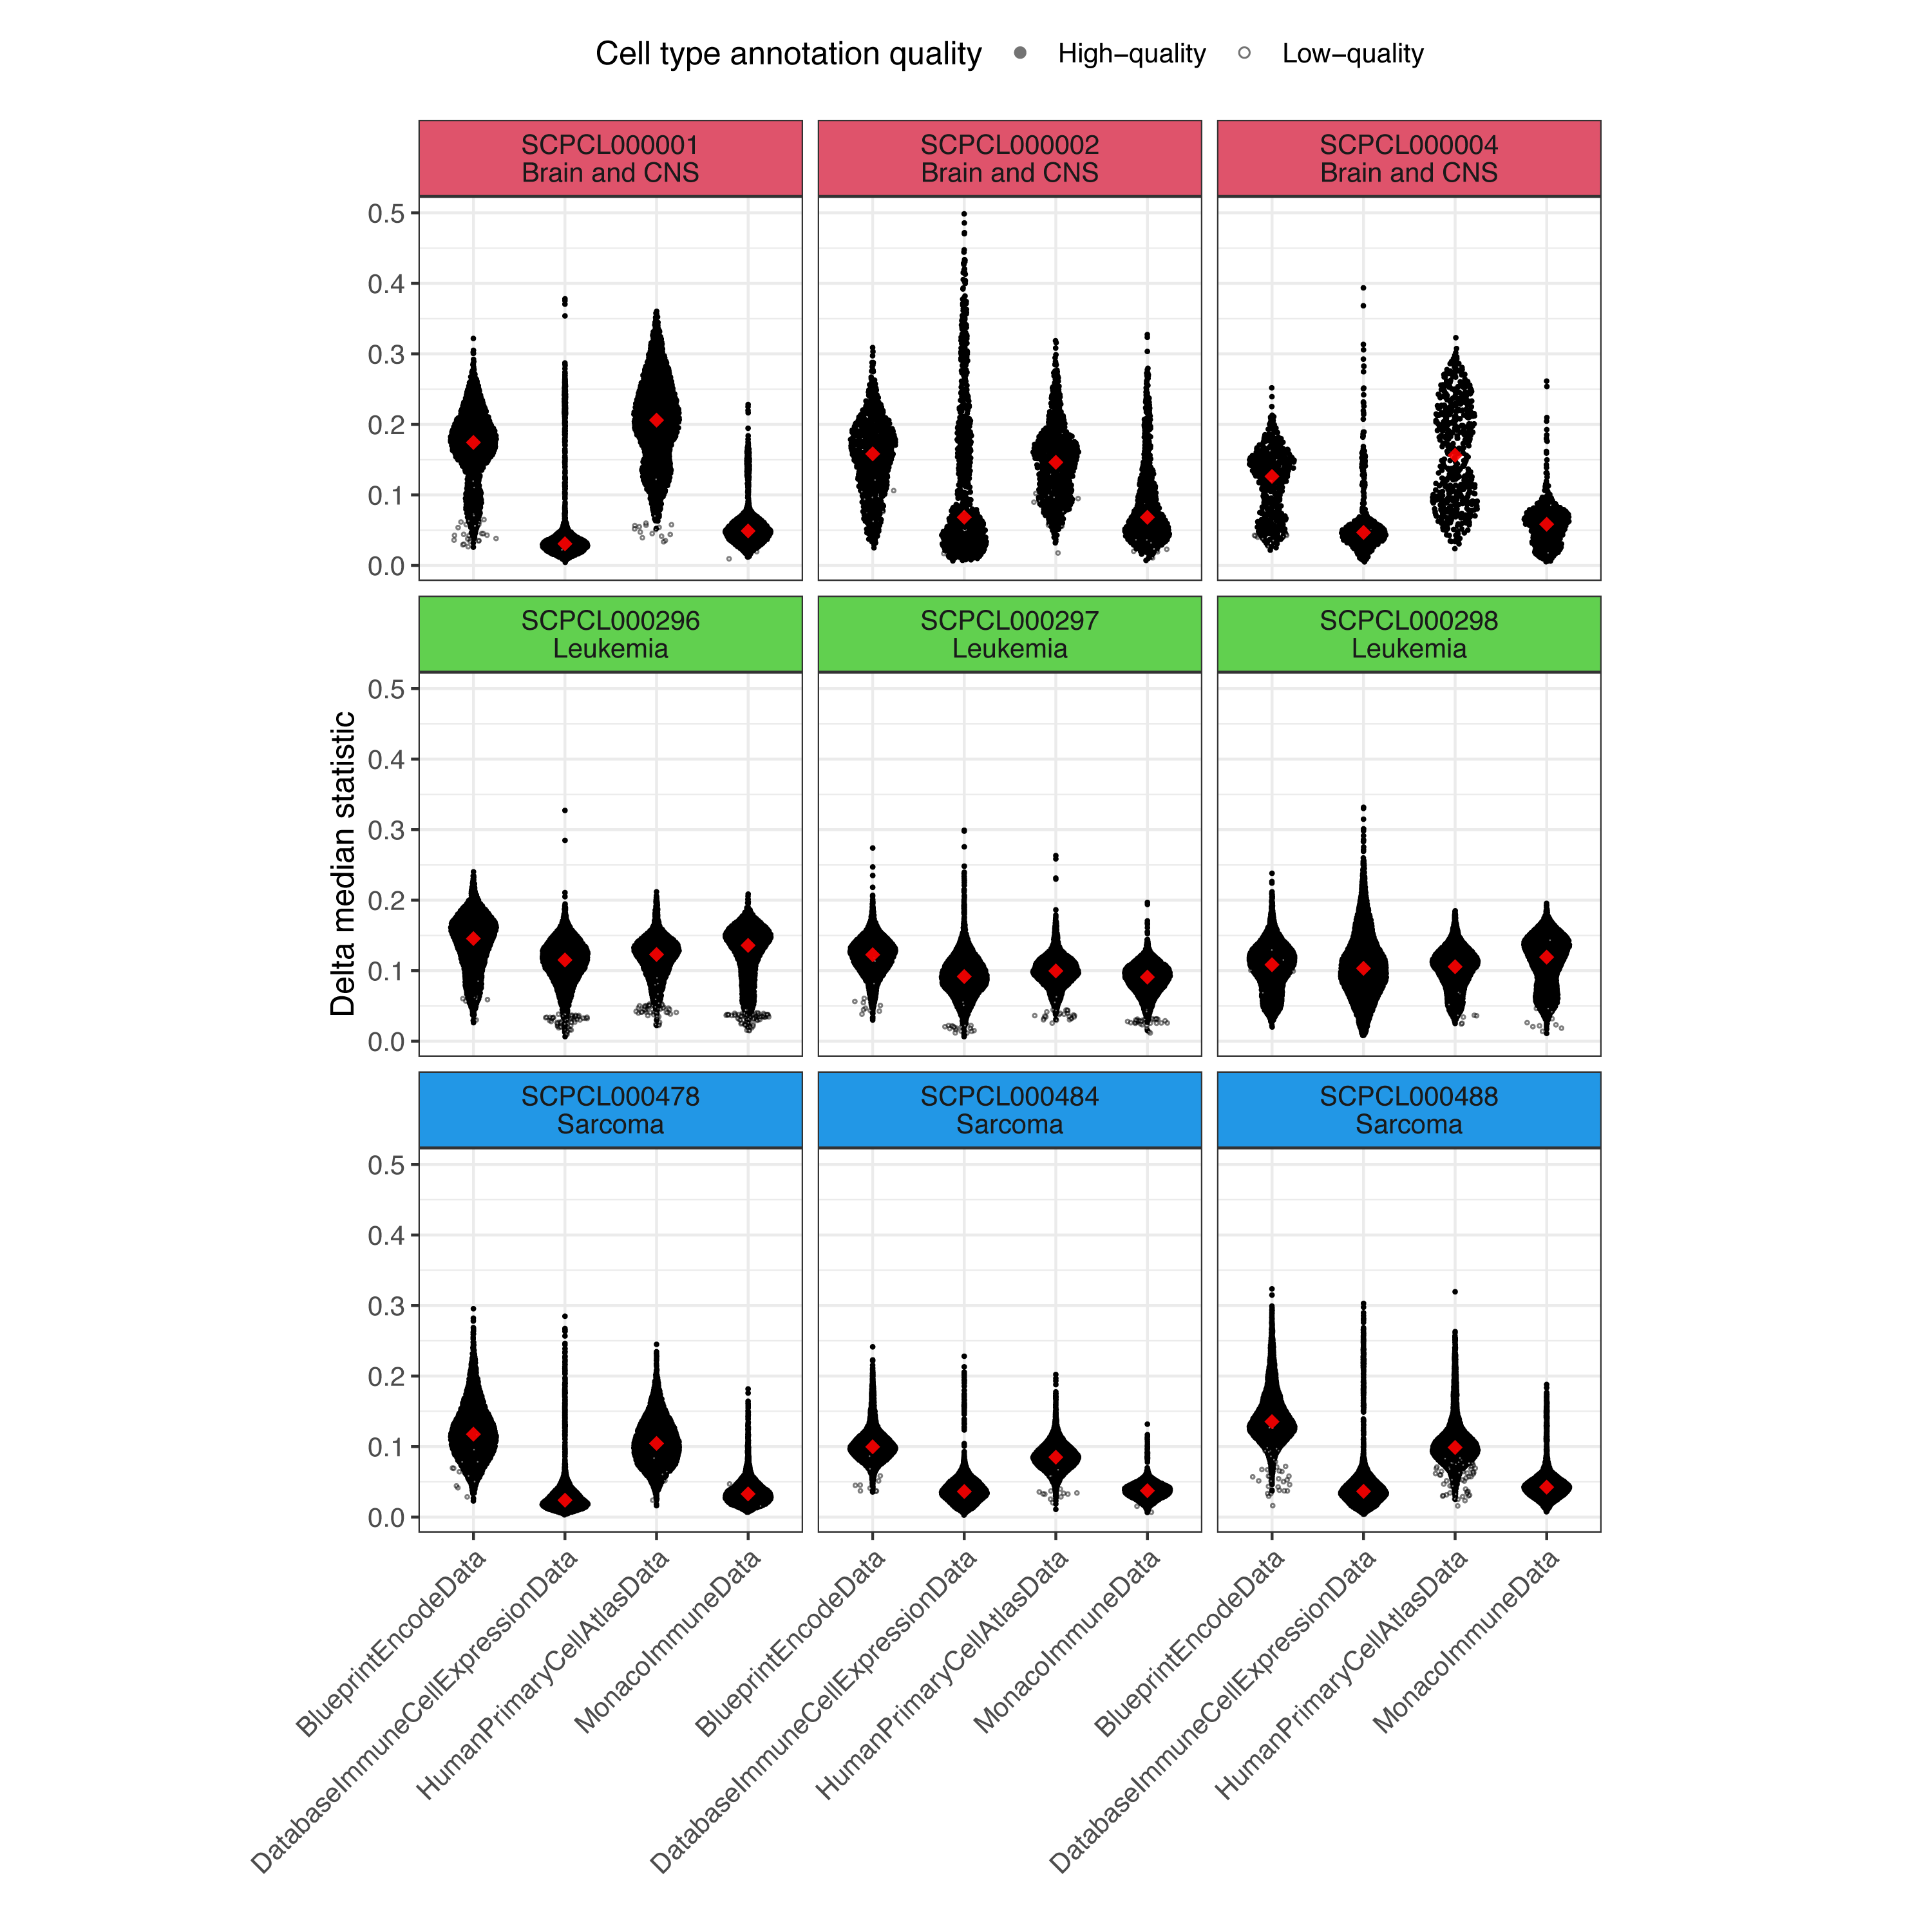 Cell type annotation quality High−quality Low−quality
SCPCL000001
Brain and CNS
SCPCL000002
Brain and CNS
SCPCL000004
Brain and CNS
0.5
0.4
0.3
0.2
0.1
0.0
SCPCL000296
Leukemia
SCPCL000297
Leukemia
SCPCL000298
Leukemia
0.5
0.4
0.3
0.2
0.1
0.0
Delta median statistic
SCPCL000478
Sarcoma
SCPCL000484
Sarcoma
SCPCL000488
Sarcoma
0.5
0.4
0.3
0.2
0.1
0.0
BlueprintEncodeData
DatabaseImmuneCellExpressionData
HumanPrimaryCellAtlasData
MonacoImmuneData
BlueprintEncodeData
DatabaseImmuneCellExpressionData
HumanPrimaryCellAtlasData
MonacoImmuneData
BlueprintEncodeData
DatabaseImmuneCellExpressionData
HumanPrimaryCellAtlasData
MonacoImmuneData